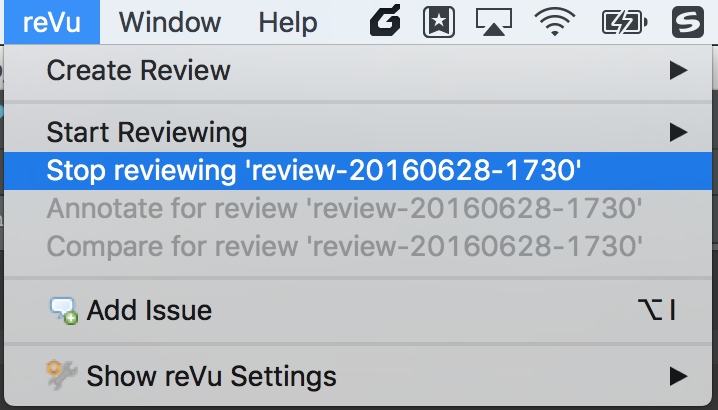 reVu Window Help
Create Review
Start Reviewing
Stop reviewing 'review-20160628-1730'
Annotate for review 'review-20160628-1730'
Compare for review 'review-20160628-1730'
Add Issue ⌥I
Show reVu Settings